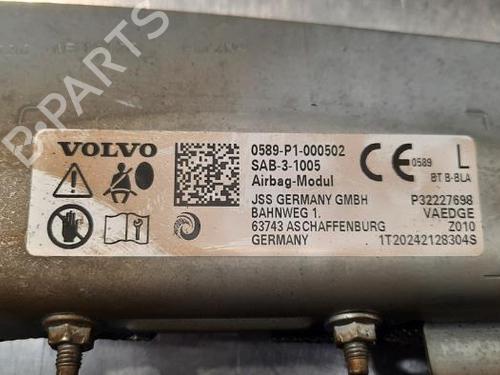 B-PARTS
VOLVO
0589-P1-000502
SAB-3-1005
Airbag-Modul
CE 0589
L
BT B-BLA
JSS GERMANY GMBH
BAHNWEG 1.
63743 ASCHAFFENBURG
GERMANY
P32227698
VAEDGE
Z010
1T20242128304S